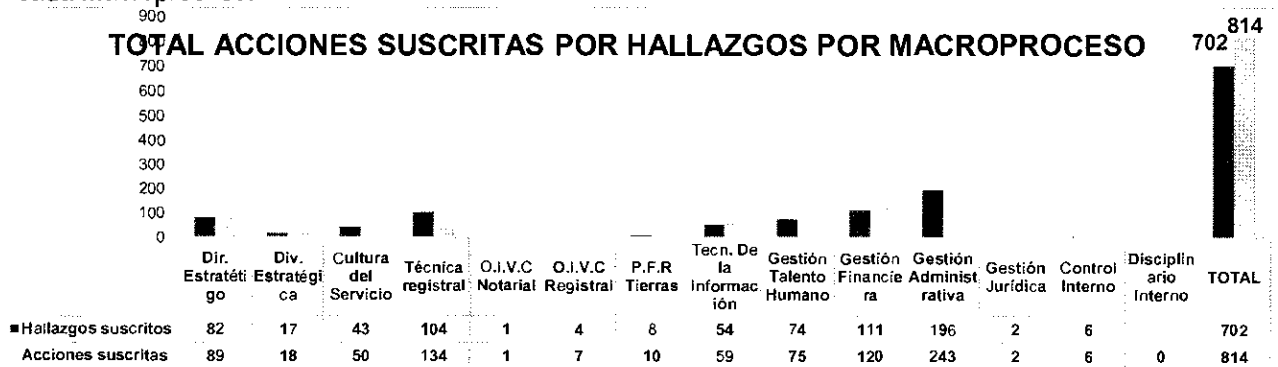 900
TOTAL ACCIONES SUSCRITAS POR HALLAZGOS POR MACROPROCESO
702 814
700
600
500
400
300
200
100
0
Dir. Estratéti go
Div. Estratégi ca
Cultura del Servicio
Técnica registral
O.I.V.C Notarial
O.I.V.C Registral
P.F.R Tierras
Tecn. De la Informac ión
Gestión Talento Humano
Gestión Financie ra
Gestión Administ rativa
Gestión Jurídica
Control Interno
Disciplin ario Interno
TOTAL
Hallazgos suscritos 82 17 43 104 1 4 8 54 74 111 196 2 6 702
Acciones suscritas 89 18 50 134 1 7 10 59 75 120 243 2 6 0 814